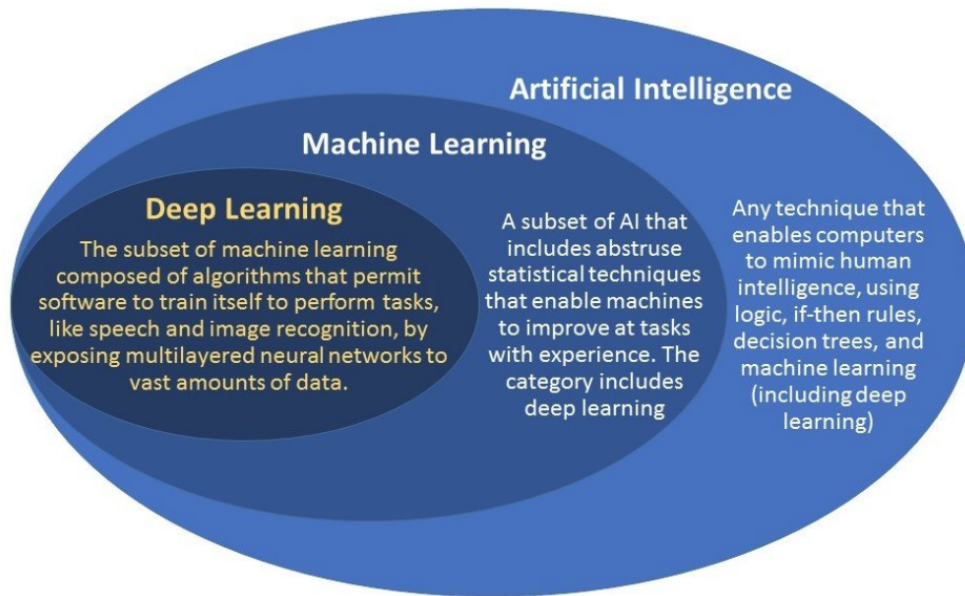 Artificial Intelligence
Machine Learning
Deep Learning
The subset of machine learning
composed of algorithms that permit
software to train itself to perform tasks,
like speech and image recognition, by
exposing multilayered neural networks to
vast amounts of data.
A subset of AI that
includes abstruse
statistical techniques
that enable machines
to improve at tasks
with experience. The
category includes
deep learning
Any technique that
enables computers
to mimic human
intelligence, using
logic, if-then rules,
decision trees, and
machine learning
(including deep
learning)